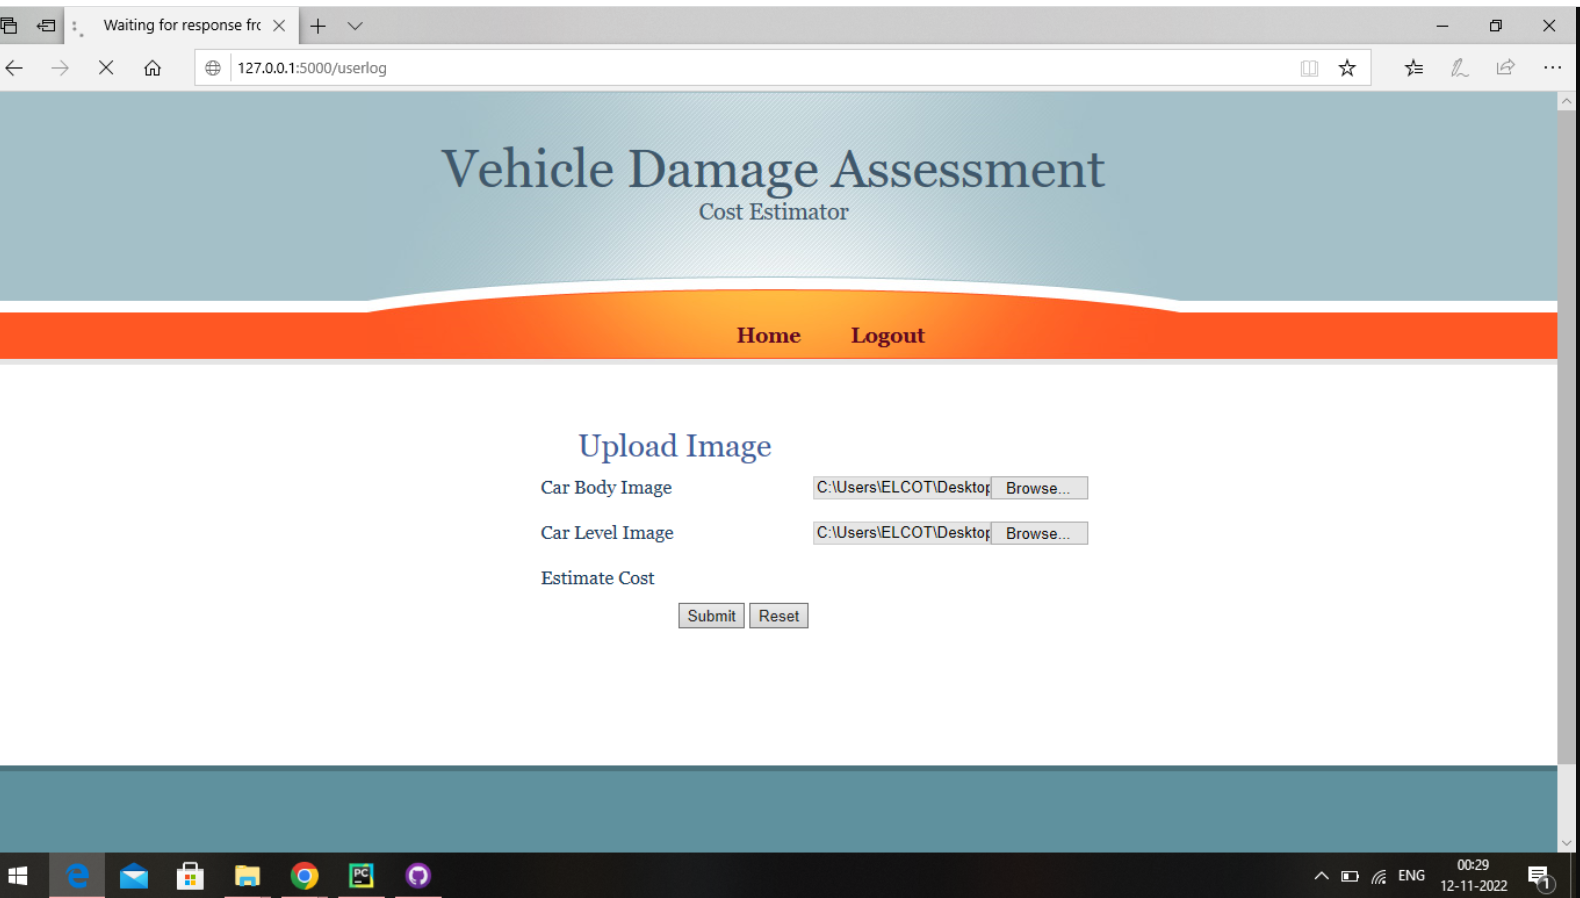 Waiting for response frc
127.0.0.1:5000/userlog
Vehicle Damage Assessment
Cost Estimator
Home Logout
Upload Image
Car Body Image C:\Users\ELCOT\Desktop Browse...
Car Level Image C:\Users\ELCOT\Desktop Browse...
Estimate Cost
Submit Reset
PC
ENG
00:29
12-11-2022
1